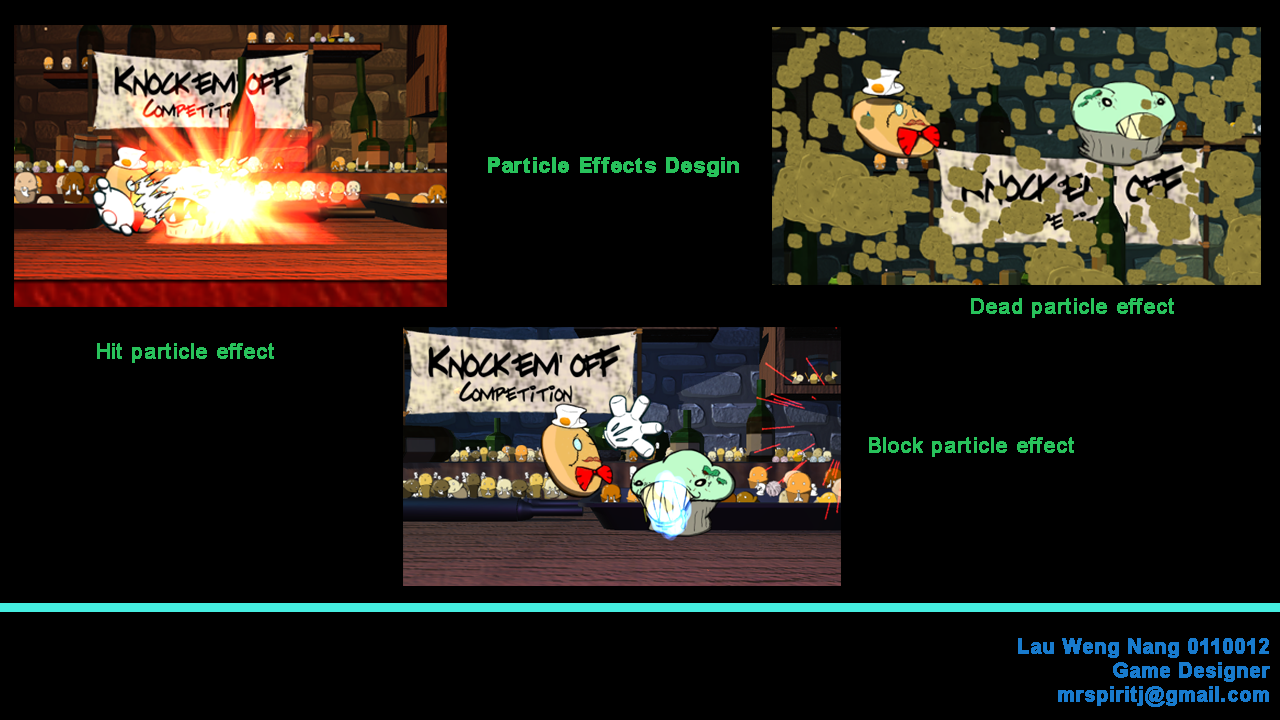 KNOCK'EM OFF
COMPETITI
Particle Effects Desgin
KNOCK'E OFF
Dead particle effect
Hit particle effect
KNOCK'EM' OFF
COMPETITION
Block particle effect
Lau Weng Nang 0110012
Game Designer
mrspiritj@gmail.com